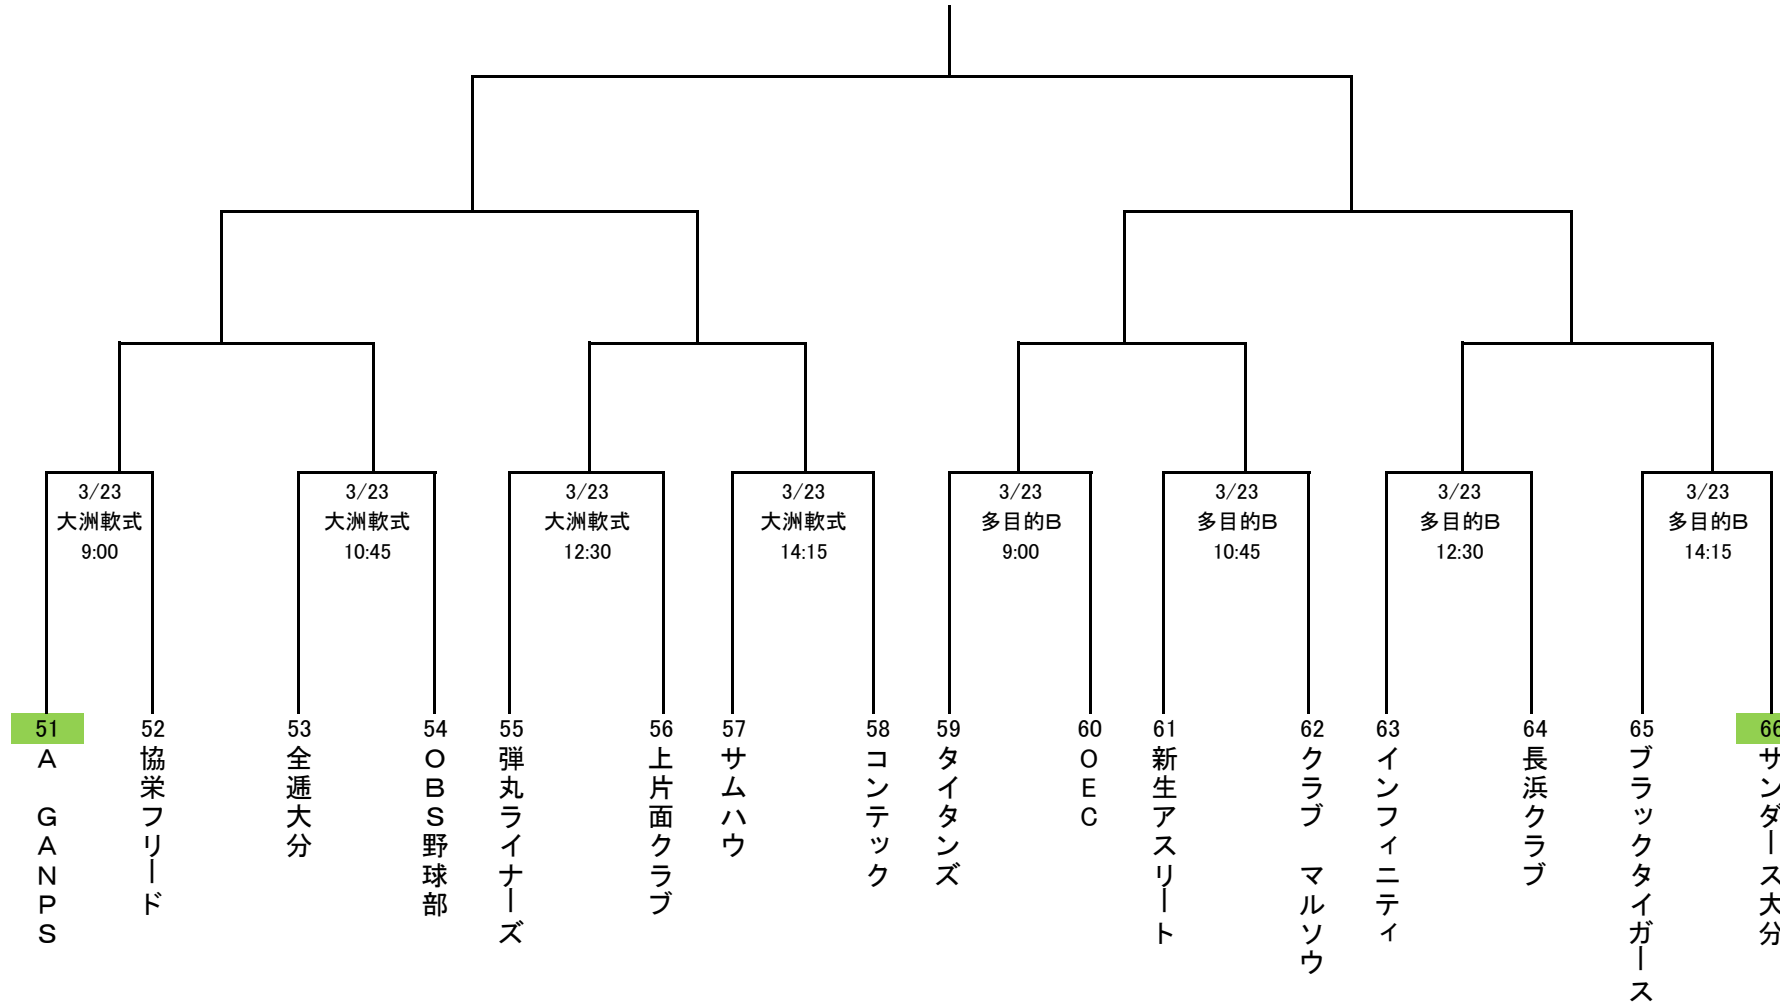 3/23
大洲軟式
9:00
3/23
大洲軟式
10:45
3/23
大洲軟式
12:30
3/23
大洲軟式
14:15
3/23
多目的B
9:00
3/23
多目的B
10:45
3/23
多目的B
12:30
3/23
多目的B
14:15
51
A GANPS
52
協栄フリード
53
全逓大分
54
OBS野球部
55
弾丸ライナーズ
56
上片面クラブ
57
サムハウ
58
コンテック
59
タイタンズ
60
OEC
61
新生アスリート
62
クラブ マルソウ
63
インフィニティ
64
長浜クラブ
65
ブラックタイガース
66
サンダース大分